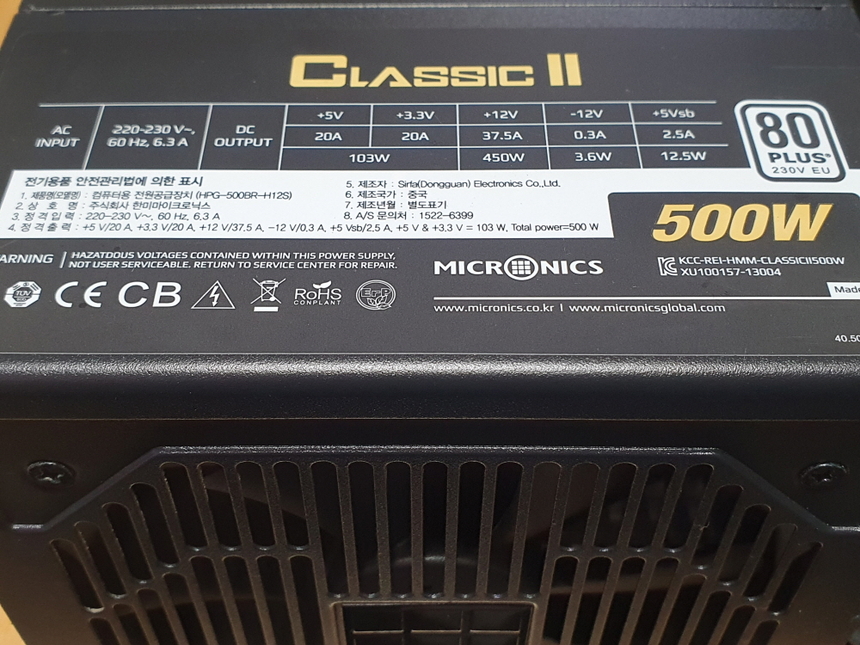 CLASSIC II
AC INPUT
220-230 V~, 60 Hz, 6.3 A
DC OUTPUT
+5V +3.3V +12V -12V +5Vsb
20A 20A 37.5A 0.3A 2.5A
103W 450W 3.6W 12.5W
80
PLUS®
230V EU
전기용품 안전관리법에 의한 표시
1. 제품명(모델명) : 컴퓨터용 전원공급장치 (HPG-500BR-H12S)
2. 상 호 명 : 주식회사 한미마이크로닉스
3. 정격 입력 : 220-230 V~, 60 Hz, 6.3 A
4. 정격 출력 : +5 V/20 A, +3.3 V/20 A, +12 V/37.5 A, -12 V/0.3 A, +5 Vsb/2.5 A, +5 V & +3.3 V = 103 W, Total power=500 W
5. 제조자 : Sirfa(Dongguan) Electronics Co.,Ltd.
6. 제조국가 : 중국
7. 제조년월 : 별도표기
8. A/S 문의처 : 1522-6399
500W
ARNING
HAZATDOUS VOLTAGES CONTAINED WITHIN THIS POWER SUPPLY,
NOT USER SERVICEABLE. RETURN TO SERVICE CENTER FOR REPAIR.
MICRONICS
KCC-REI-HMM-CLASSICII500W
XU100157-13004
TUV
CE CB
RoHS
COMPLIANT
ErP
Made
www.micronics.co.kr I www.micronicsglobal.com
40.50